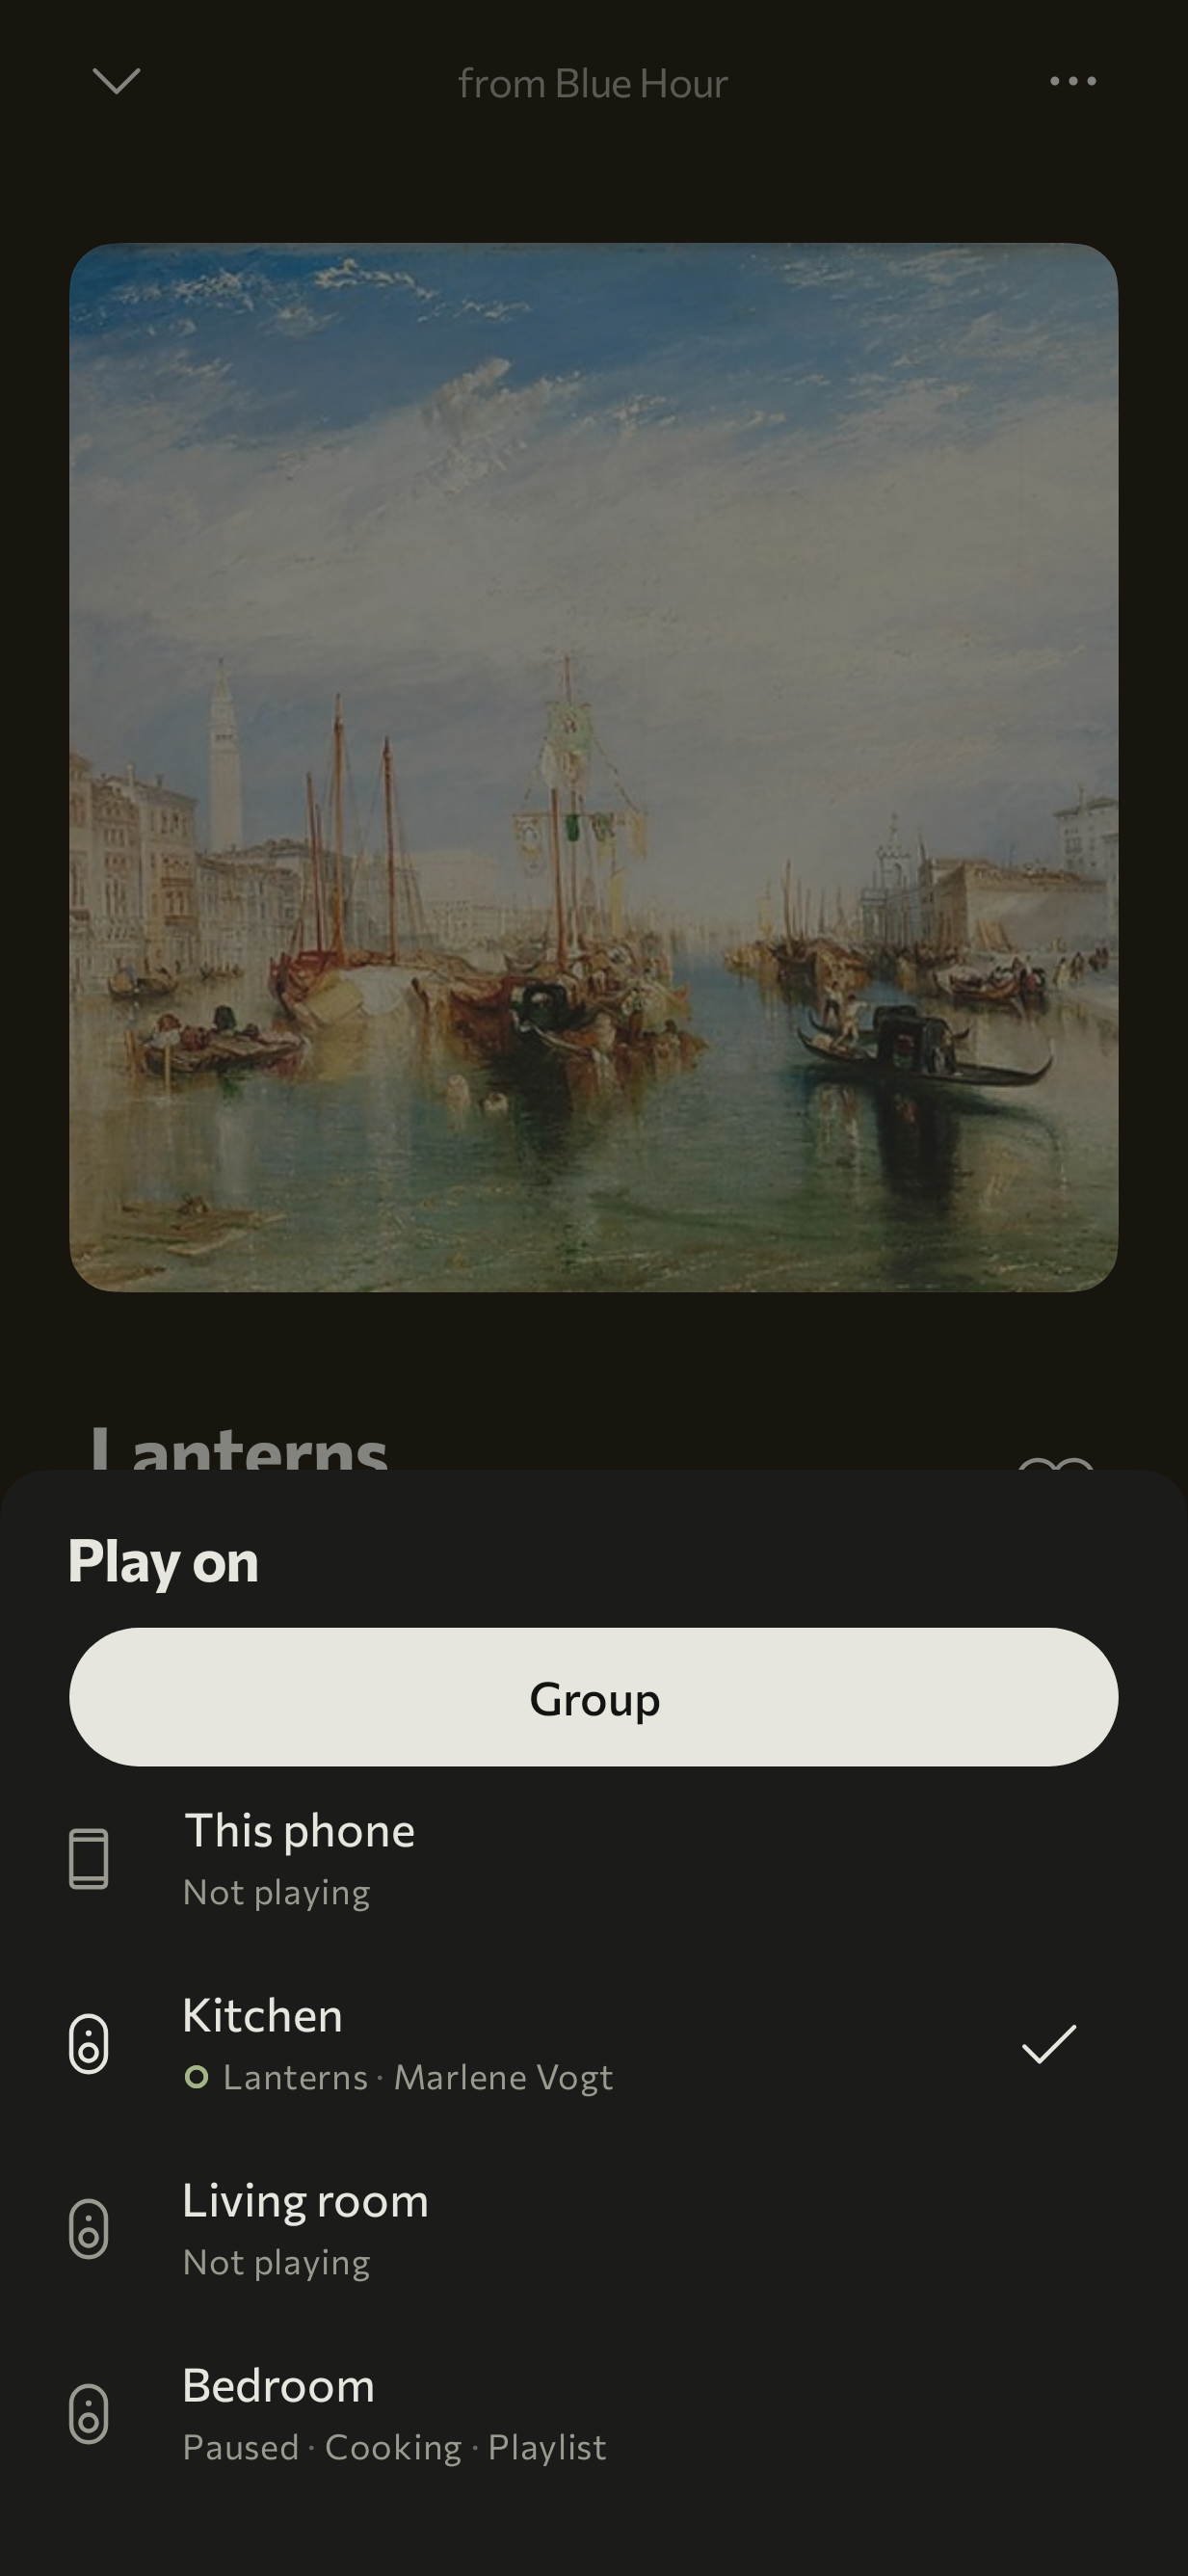 from Blue Hour
Lanterns
Play on
Group
This phone
Not playing
Kitchen
Lanterns · Marlene Vogt
Living room
Not playing
Bedroom
Paused · Cooking · Playlist